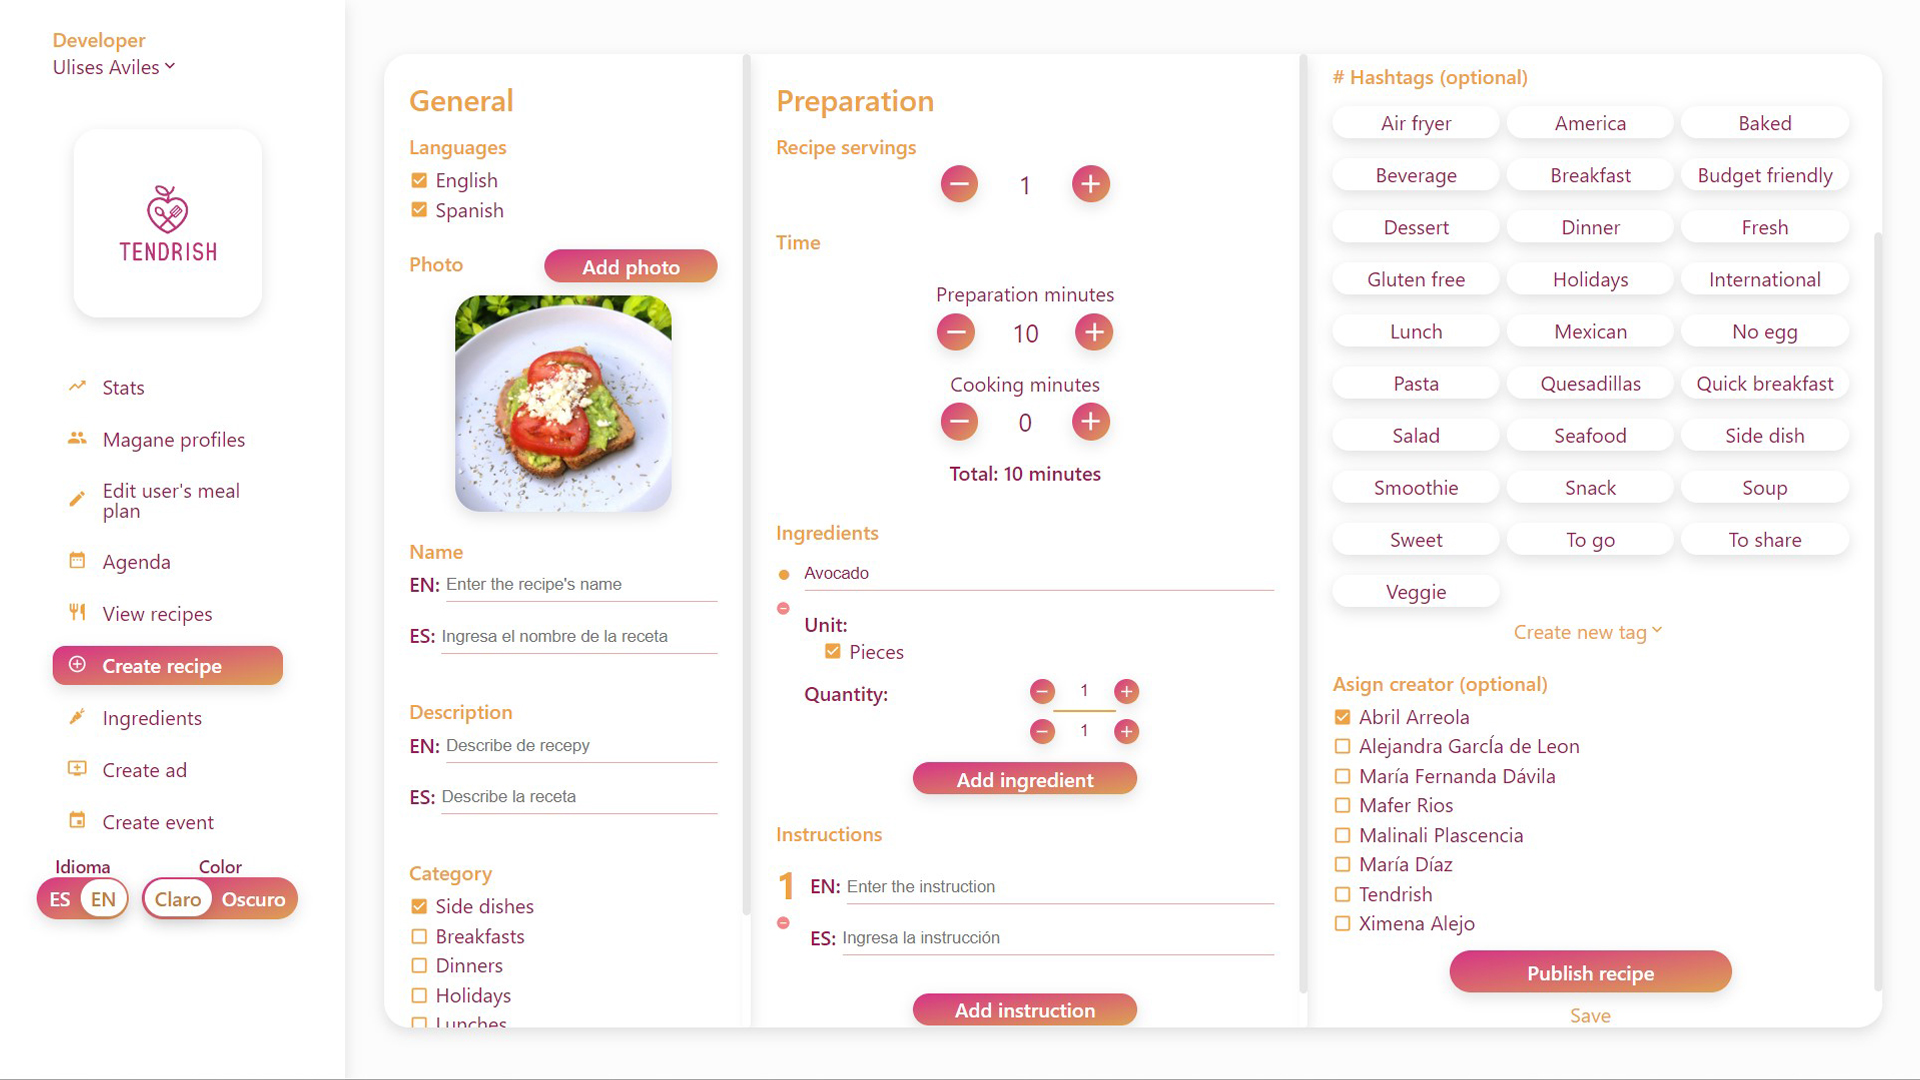 Developer
Ulises Aviles
TENDRISH
Stats
Magane profiles
Edit user's meal
plan
Agenda
View recipes
Create recipe
Ingredients
Create ad
Create event
Idioma
Color
ES EN
Claro Oscuro
General
Languages
English
Spanish
Photo
Add photo
Name
EN: Enter the recipe's name
ES: Ingresa el nombre de la receta
Description
EN: Describe de recepy
ES: Describe la receta
Category
Side dishes
Breakfasts
Dinners
Holidays
Lunches
Preparation
Recipe servings
1
Time
Preparation minutes
10
Cooking minutes
0
Total: 10 minutes
Ingredients
Avocado
Unit:
Pieces
Quantity:
1
1
Add ingredient
Instructions
1 EN: Enter the instruction
ES: Ingresa la instrucción
Add instruction
# Hashtags (optional)
Air fryer America Baked
Beverage Breakfast Budget friendly
Dessert Dinner Fresh
Gluten free Holidays International
Lunch Mexican No egg
Pasta Quesadillas Quick breakfast
Salad Seafood Side dish
Smoothie Snack Soup
Sweet To go To share
Veggie
Create new tag
Asign creator (optional)
Abril Arreola
Alejandra GarcÍa de Leon
María Fernanda Dávila
Mafer Rios
Malinali Plascencia
María Díaz
Tendrish
Ximena Alejo
Publish recipe
Save